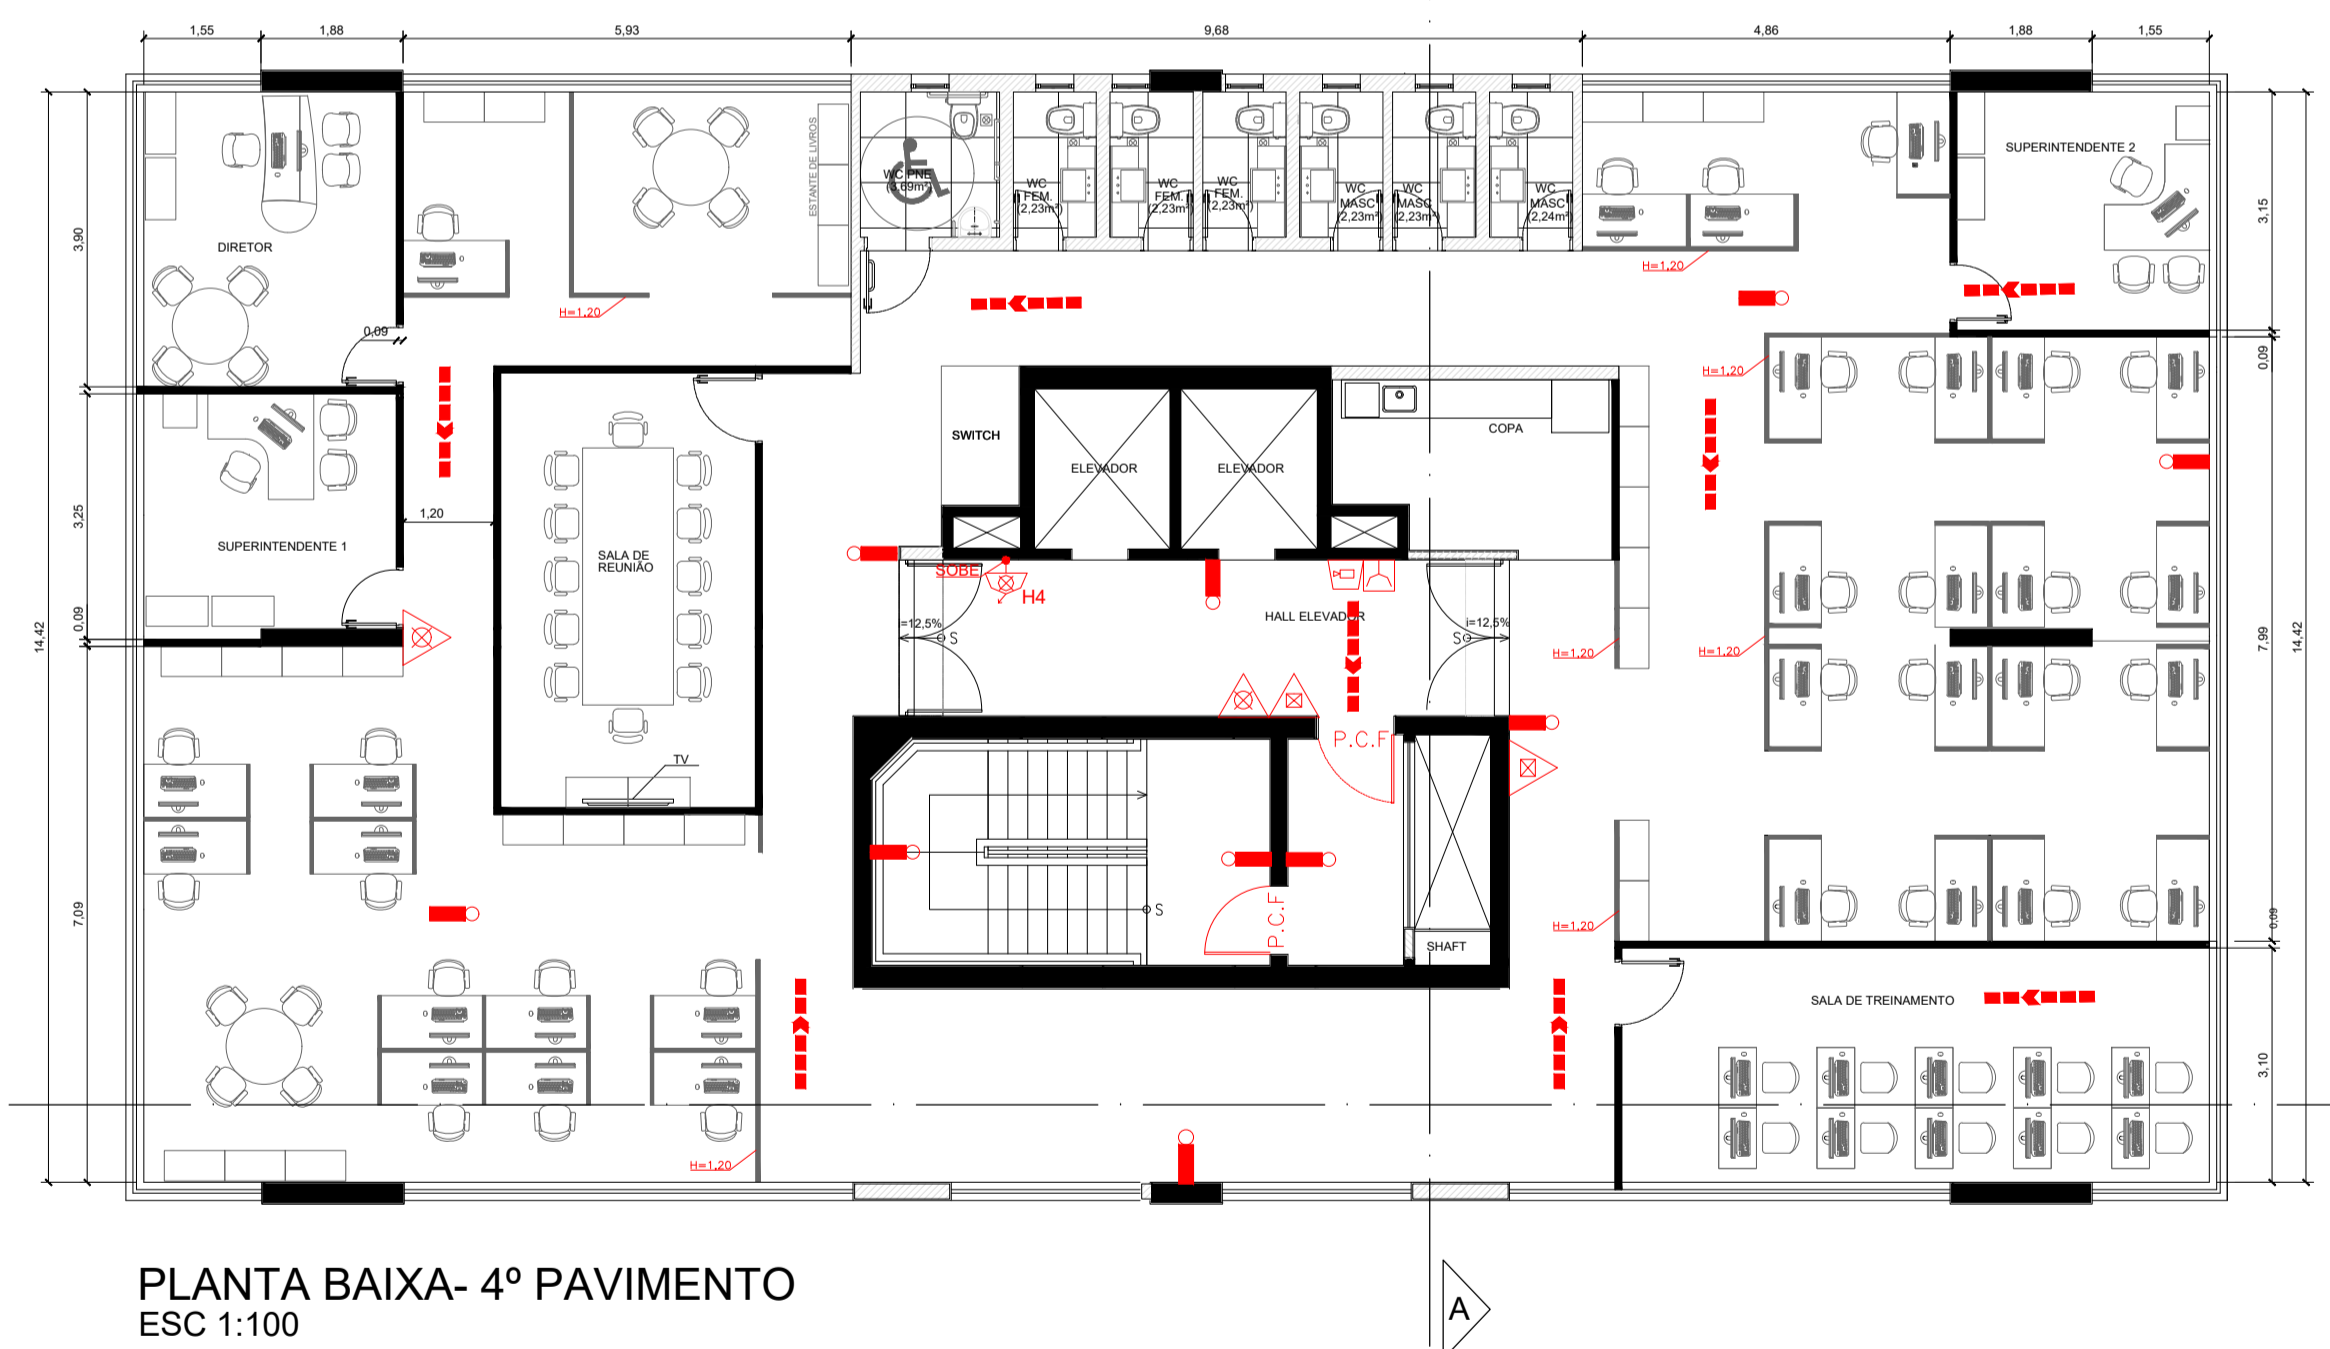 1,55
1,88
5,93
9,68
4,86
1,88
1,55
14,42
3,90
3,25
0,09
7,09
DIRETOR
0,09
H=1.20
ESTANTE DE LIVROS
WC PNE
(3,69m²)
WC
FEM.
(2,23m²)
WC
FEM.
(2,23m²)
WC
FEM.
(2,23m²)
WC
MASC
(2,23m²)
WC
MASC
(2,23m²)
WC
MASC
(2,24m²)
H=1.20
SUPERINTENDENTE 2
3,15
0,09
7,99
14,42
0,09
3,10
H=1.20
SWITCH
ELEVADOR
ELEVADOR
COPA
1,20
SUPERINTENDENTE 1
SALA DE
REUNIÃO
SOBE
H4
HALL ELEVADOR
i=12,5%
S
i=12,5%
S
H=1.20
H=1.20
P.C.F
TV
P.C.F
S
SHAFT
H=1.20
SALA DE TREINAMENTO
H=1.20
PLANTA BAIXA- 4º PAVIMENTO
ESC 1:100
A